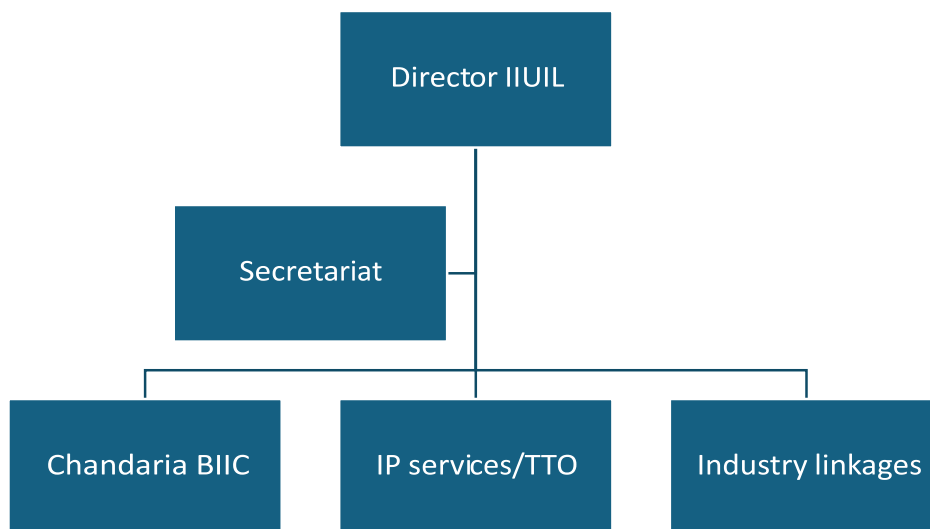 Director IIUIL
Secretariat
Chandaria BIIC
IP services/TTO
Industry linkages